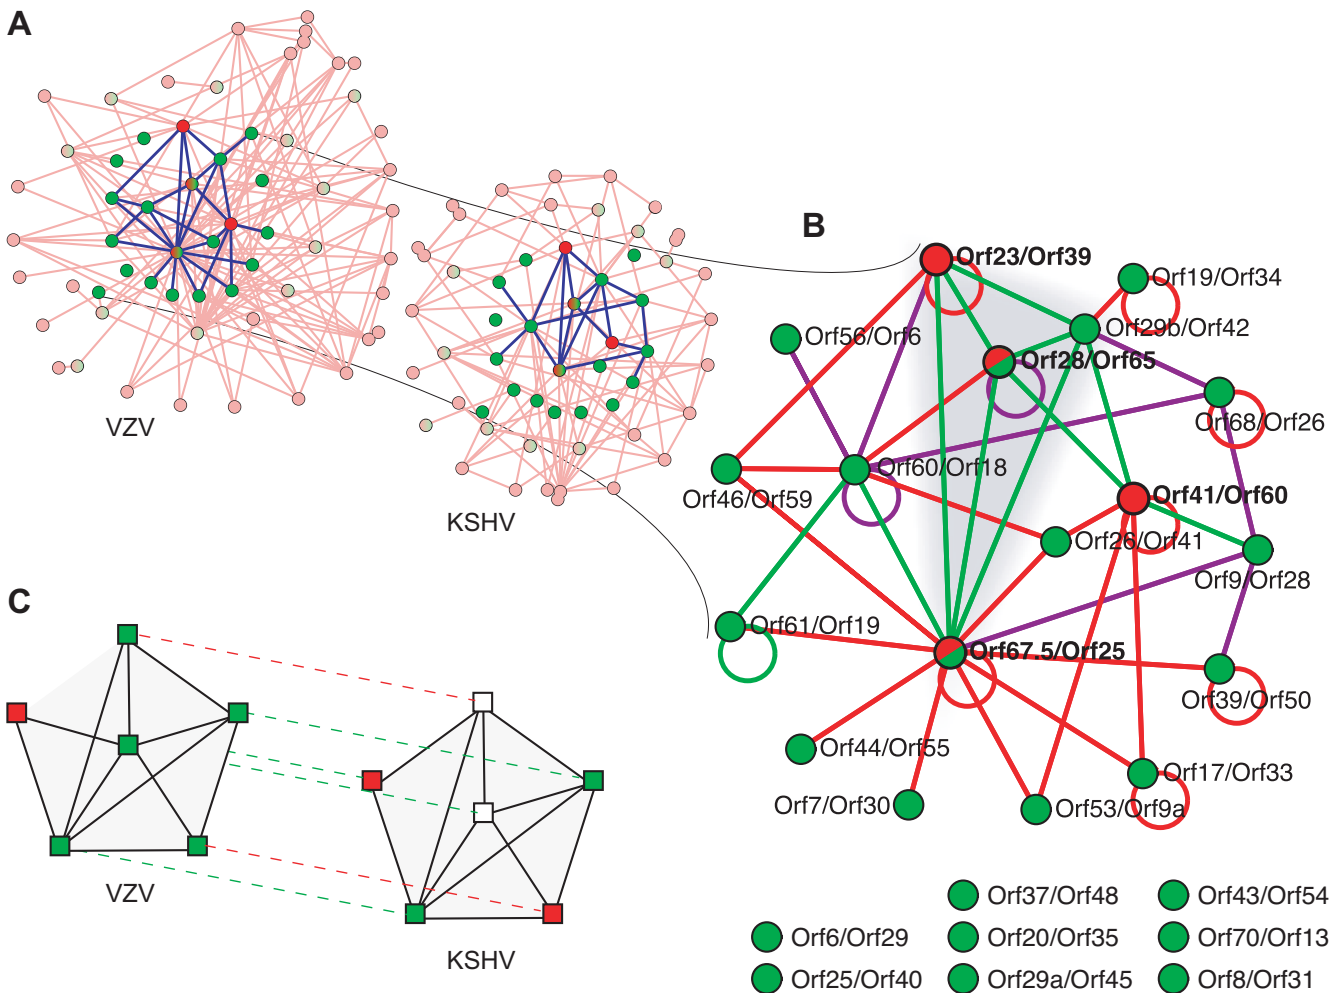 A
VZV
KSHV
B
Orf23/Orf39
Orf19/Orf34
Orf29b/Orf42
Orf56/Orf6
Orf28/Orf65
Orf68/Orf26
Orf60/Orf18
Orf46/Orf59
Orf41/Orf60
Orf26/Orf41
Orf9/Orf28
Orf61/Orf19
Orf67.5/Orf25
Orf39/Orf50
Orf44/Orf55
Orf17/Orf33
Orf7/Orf30
Orf53/Orf9a
Orf37/Orf48
Orf43/Orf54
Orf6/Orf29
Orf20/Orf35
Orf70/Orf13
Orf25/Orf40
Orf29a/Orf45
Orf8/Orf31
C
VZV
KSHV